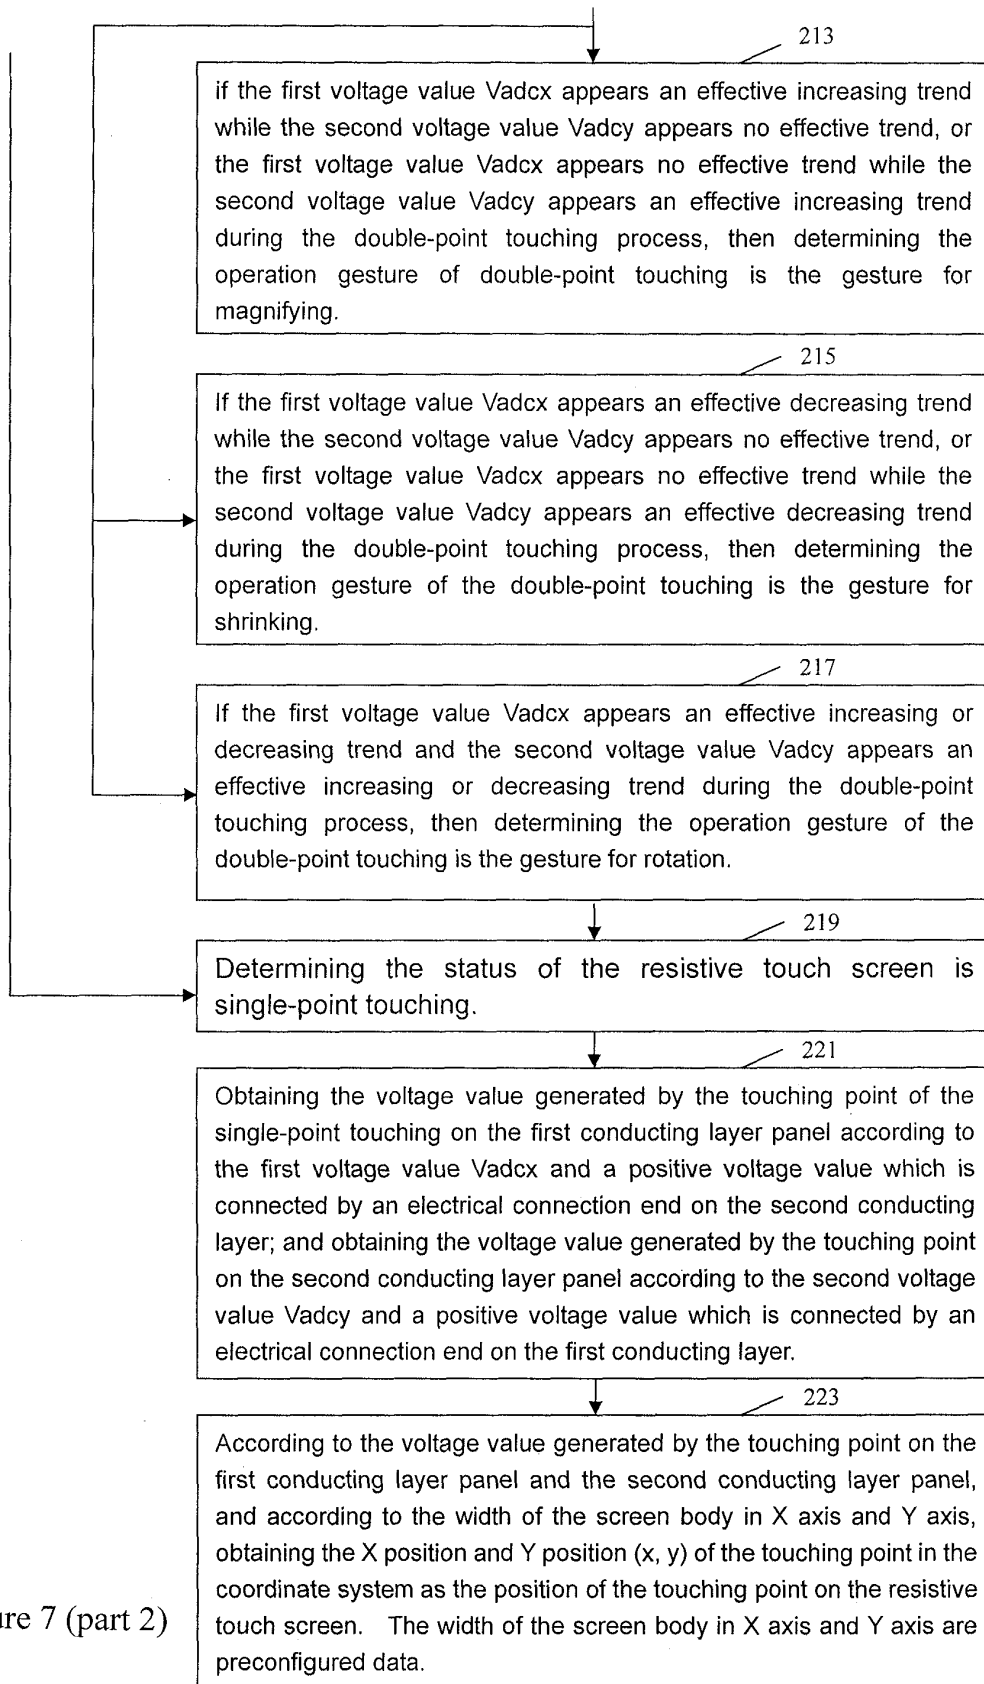 213
if the first voltage value Vadcx appears an effective increasing trend
while the second voltage value Vadcy appears no effective trend, or
the first voltage value Vadcx appears no effective trend while the
second voltage value Vadcy appears an effective increasing trend
during the double-point touching process, then determining the
operation gesture of double-point touching is the gesture for
magnifying.
215
If the first voltage value Vadcx appears an effective decreasing trend
while the second voltage value Vadcy appears no effective trend, or
the first voltage value Vadcx appears no effective trend while the
second voltage value Vadcy appears an effective decreasing trend
during the double-point touching process, then determining the
operation gesture of the double-point touching is the gesture for
shrinking.
217
If the first voltage value Vadcx appears an effective increasing or
decreasing trend and the second voltage value Vadcy appears an
effective increasing or decreasing trend during the double-point
touching process, then determining the operation gesture of the
double-point touching is the gesture for rotation.
219
Determining the status of the resistive touch screen is
single-point touching.
221
Obtaining the voltage value generated by the touching point of the
single-point touching on the first conducting layer panel according to
the first voltage value Vadcx and a positive voltage value which is
connected by an electrical connection end on the second conducting
layer; and obtaining the voltage value generated by the touching point
on the second conducting layer panel according to the second voltage
value Vadcy and a positive voltage value which is connected by an
electrical connection end on the first conducting layer.
223
According to the voltage value generated by the touching point on the
first conducting layer panel and the second conducting layer panel,
and according to the width of the screen body in X axis and Y axis,
obtaining the X position and Y position (x, y) of the touching point in the
coordinate system as the position of the touching point on the resistive
touch screen. The width of the screen body in X axis and Y axis are
preconfigured data.
ure 7 (part 2)